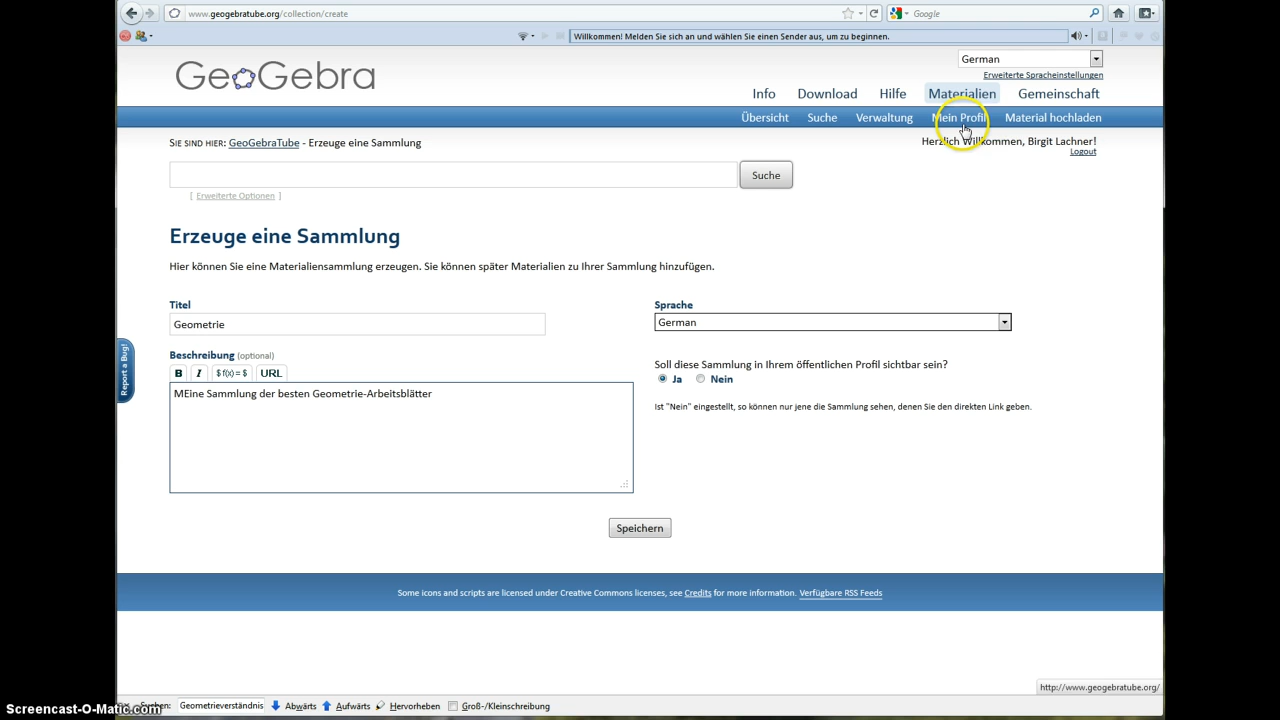 www.geogebratube.org/collection/create
Google
Willkommen! Melden Sie sich an und wählen Sie einen Sender aus, um zu beginnen.
GeoGebra
German
Erweiterte Spracheinstellungen
Info Download Hilfe Materialien Gemeinschaft
Übersicht Suche Verwaltung Mein Profil Material hochladen
SIE SIND HIER: GeoGebraTube - Erzeuge eine Sammlung
Herzlich Willkommen, Birgit Lachner!
Logout
Suche
[ Erweiterte Optionen ]
Erzeuge eine Sammlung
Hier können Sie eine Materialiensammlung erzeugen. Sie können später Materialien zu Ihrer Sammlung hinzufügen.
Titel
Geometrie
Sprache
German
Beschreibung (optional)
B I $ f(x) = $ URL
MEine Sammlung der besten Geometrie-Arbeitsblätter
Soll diese Sammlung in Ihrem öffentlichen Profil sichtbar sein?
Ja Nein
Ist "Nein" eingestellt, so können nur jene die Sammlung sehen, denen Sie den direkten Link geben.
Report a Bug!
Speichern
Some icons and scripts are licensed under Creative Commons licenses, see Credits for more information. Verfügbare RSS Feeds
http://www.geogebratube.org/
Suchen: Geometrieverständnis Abwärts Aufwärts Hervorheben Groß-/Kleinschreibung
Screencast-O-Matic.com